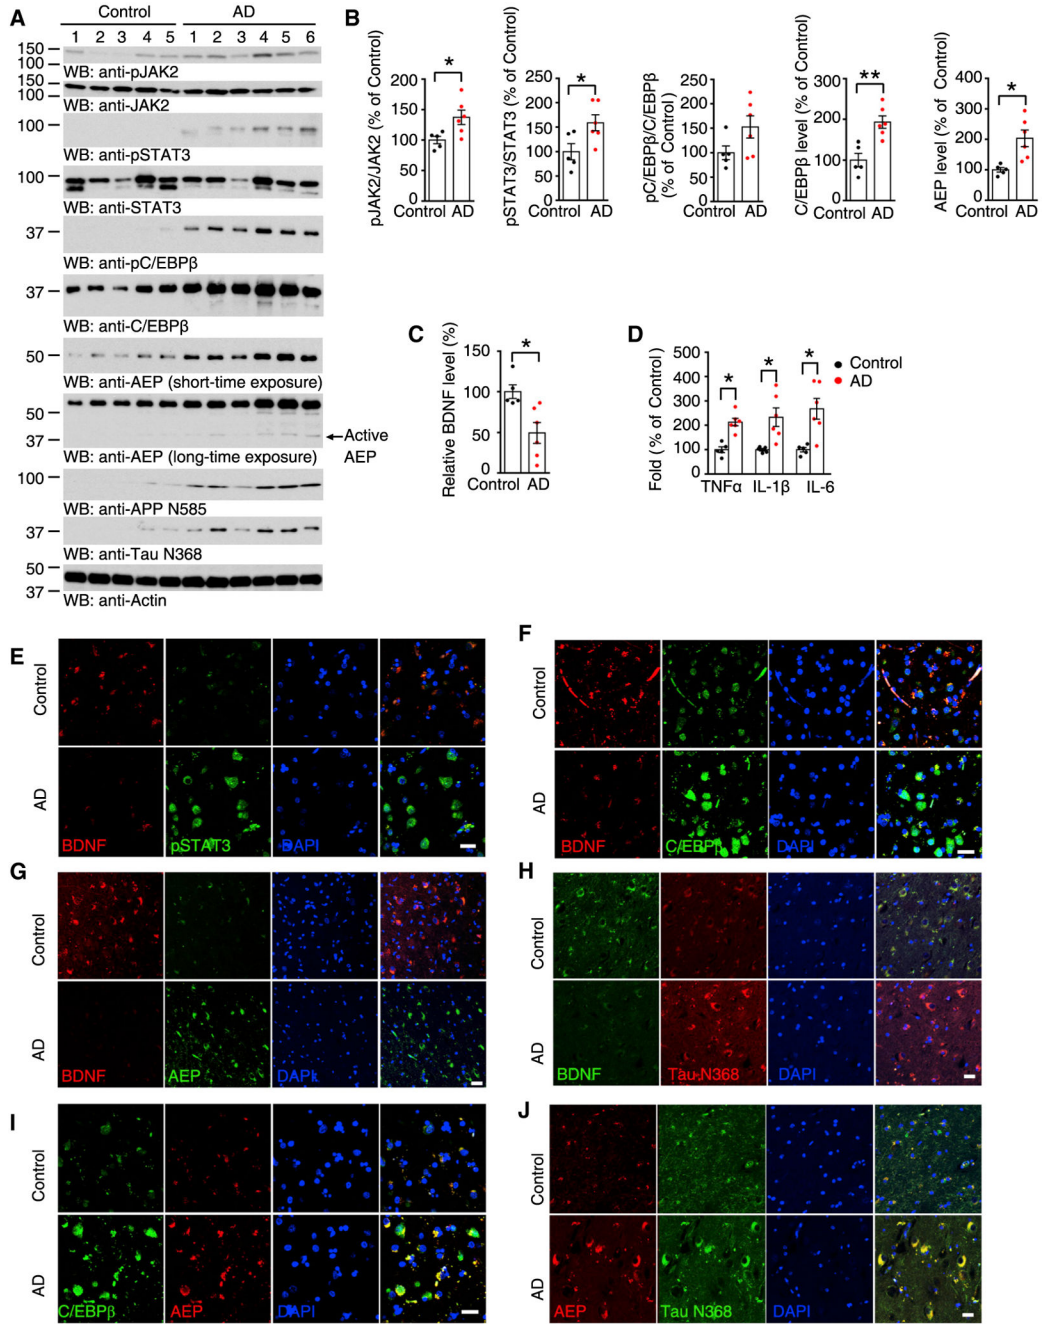 A
Control AD
1 2 3 4 5 1 2 3 4 5 6
150
100
WB: anti-pJAK2
150
100
WB: anti-JAK2
100
WB: anti-pSTAT3
100
WB: anti-STAT3
37
WB: anti-pC/EBPβ
37
WB: anti-C/EBPβ
50
WB: anti-AEP (short-time exposure)
50
37
Active
AEP
WB: anti-AEP (long-time exposure)
100
WB: anti-APP N585
37
WB: anti-Tau N368
50
37
WB: anti-Actin
B
pJAK2/JAK2 (% of Control)
200
150
100
50
0
*
Control AD
pSTAT3/STAT3 (% of Control)
250
200
150
100
50
0
*
Control AD
pC/EBPβ/C/EBPβ
(% of Control)
250
200
150
100
50
0
Control AD
C/EBPβ level (% of Control)
300
200
100
0
**
Control AD
AEP level (% of Control)
400
300
200
100
0
*
Control AD
C
Relative BDNF level (%)
150
100
50
0
*
Control AD
D
Fold (% of Control)
500
400
300
200
100
0
* * *
TNFα IL-1β IL-6
Control
AD
E
Control
AD
BDNF pSTAT3 DAPI
F
Control
AD
BDNF C/EBPβ DAPI
G
Control
AD
BDNF AEP DAPI
H
Control
AD
BDNF Tau N368 DAPI
I
Control
AD
C/EBPβ AEP DAPI
J
Control
AD
AEP Tau N368 DAPI